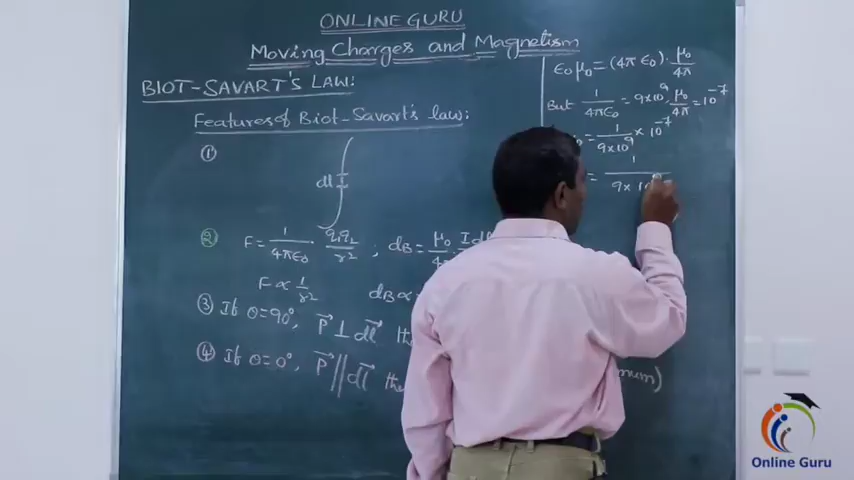 ONLINE GURU
Moving Charges and Magnetism
BIOT-SAVART'S LAW:
Features of Biot-Savart's law:
①
dl
② F = 1/4πε₀ · q₁q₂/r² ; dB = μ₀/4π Idl
F ∝ 1/r² dB ∝
③ If θ=90°, P⃗ ⊥ dl⃗
④ If θ=0°, P⃗ || dl⃗
ε₀μ₀ = (4πε₀) · μ₀/4π
But 1/4πε₀ = 9×10⁹, μ₀/4π = 10⁻⁷
= 1/9×10⁹ × 10⁻⁷
= 1/9×10
Online Guru